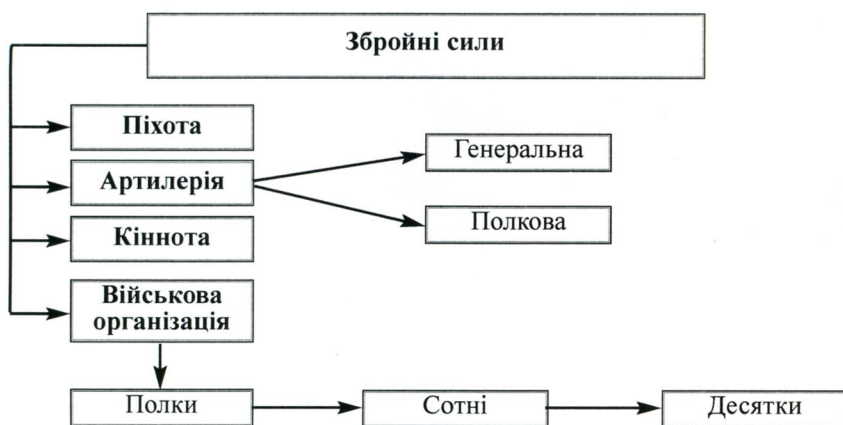 Збройні сили
Піхота
Генеральна
Артилерія
Полкова
Кіннота
Військова
організація
Полки
Сотні
Десятки